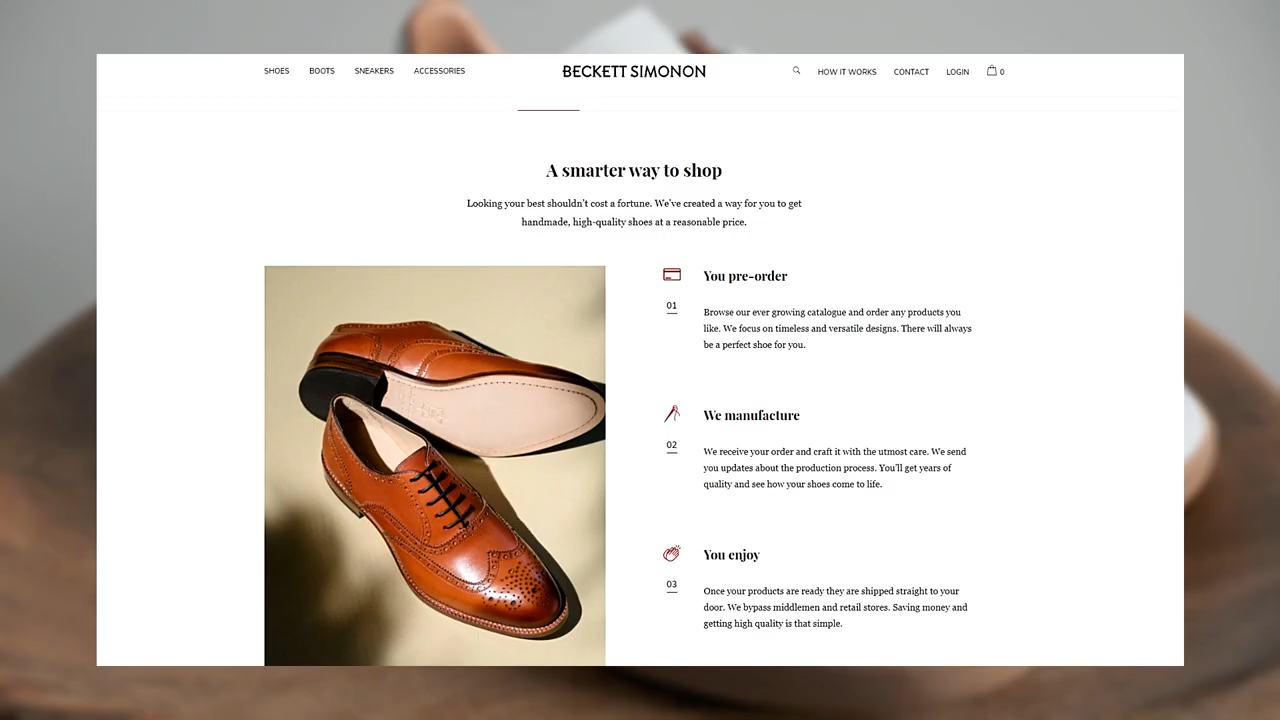 SHOES BOOTS SNEAKERS ACCESSORIES BECKETT SIMONON HOW IT WORKS CONTACT LOGIN 0
A smarter way to shop
Looking your best shouldn't cost a fortune. We've created a way for you to get
handmade, high-quality shoes at a reasonable price.
You pre-order
01
Browse our ever growing catalogue and order any products you
like. We focus on timeless and versatile designs. There will always
be a perfect shoe for you.
We manufacture
02
We receive your order and craft it with the utmost care. We send
you updates about the production process. You'll get years of
quality and see how your shoes come to life.
You enjoy
03
Once your products are ready they are shipped straight to your
door. We bypass middlemen and retail stores. Saving money and
getting high quality is that simple.